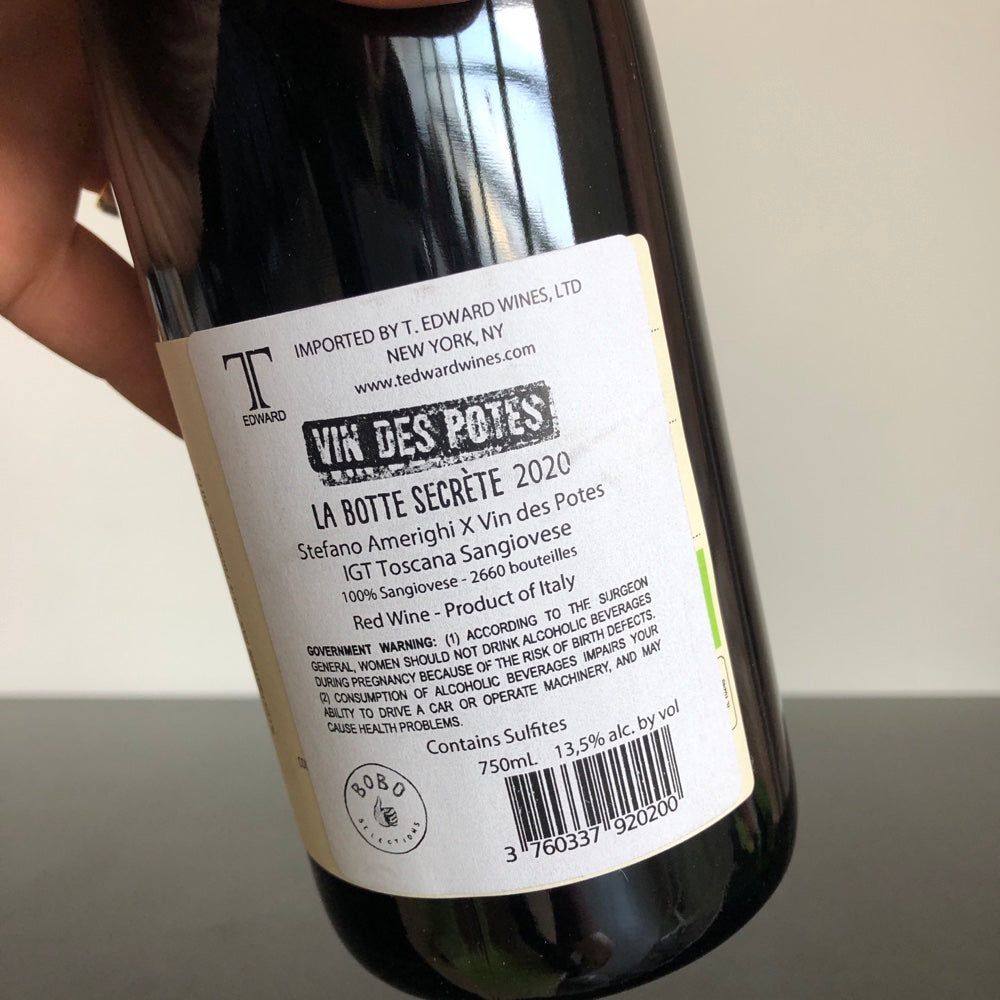 T
EDWARD
IMPORTED BY T. EDWARD WINES, LTD
NEW YORK, NY
www.tedwardwines.com
VIN DES POTES
LA BOTTE SECRÈTE 2020
Stefano Amerighi X Vin des Potes
IGT Toscana Sangiovese
100% Sangiovese - 2660 bouteilles
Red Wine - Product of Italy
GOVERNMENT WARNING: (1) ACCORDING TO THE SURGEON
GENERAL, WOMEN SHOULD NOT DRINK ALCOHOLIC BEVERAGES
DURING PREGNANCY BECAUSE OF THE RISK OF BIRTH DEFECTS.
(2) CONSUMPTION OF ALCOHOLIC BEVERAGES IMPAIRS YOUR
ABILITY TO DRIVE A CAR OR OPERATE MACHINERY, AND MAY
CAUSE HEALTH PROBLEMS.
Contains Sulfites
750mL 13,5% alc. by vol
BOBO
SELECTIONS
3 760337 920200